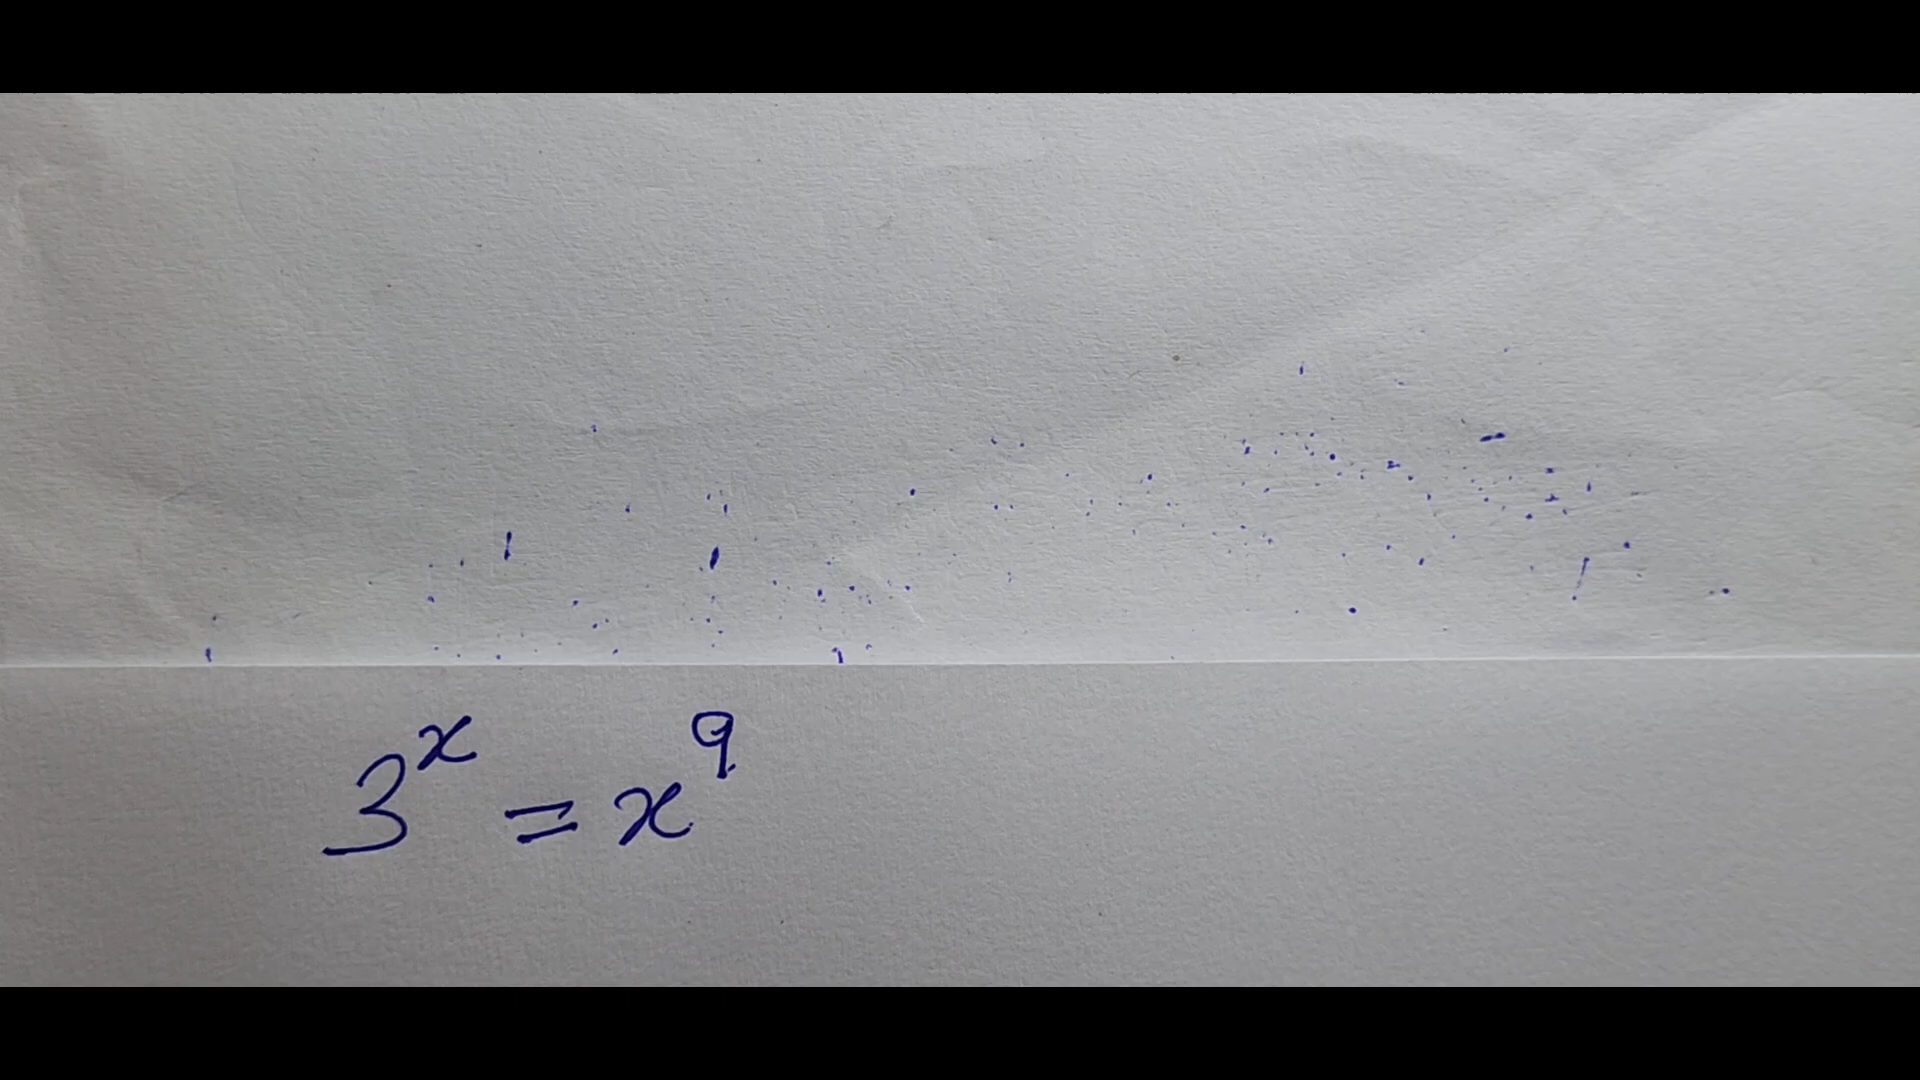 3^x = x^9